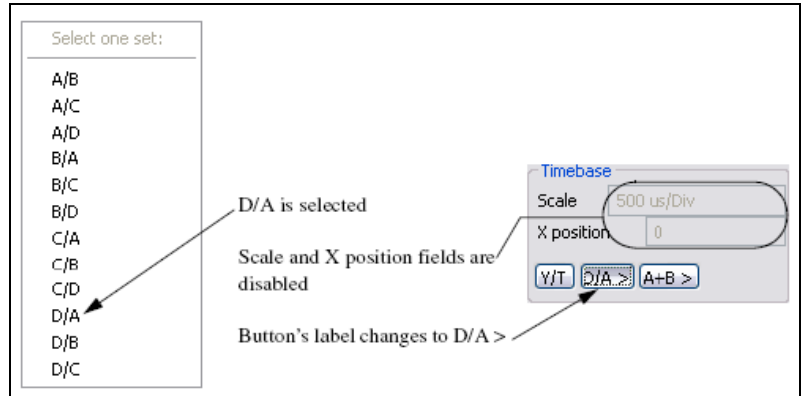 Select one set:
A/B
A/C
A/D
B/A
B/C
B/D
C/A
C/B
C/D
D/A
D/B
D/C
D/A is selected
Scale and X position fields are
disabled
Button's label changes to D/A >
Timebase
Scale 500 us/Div
X position 0
Y/T D/A > A+B >